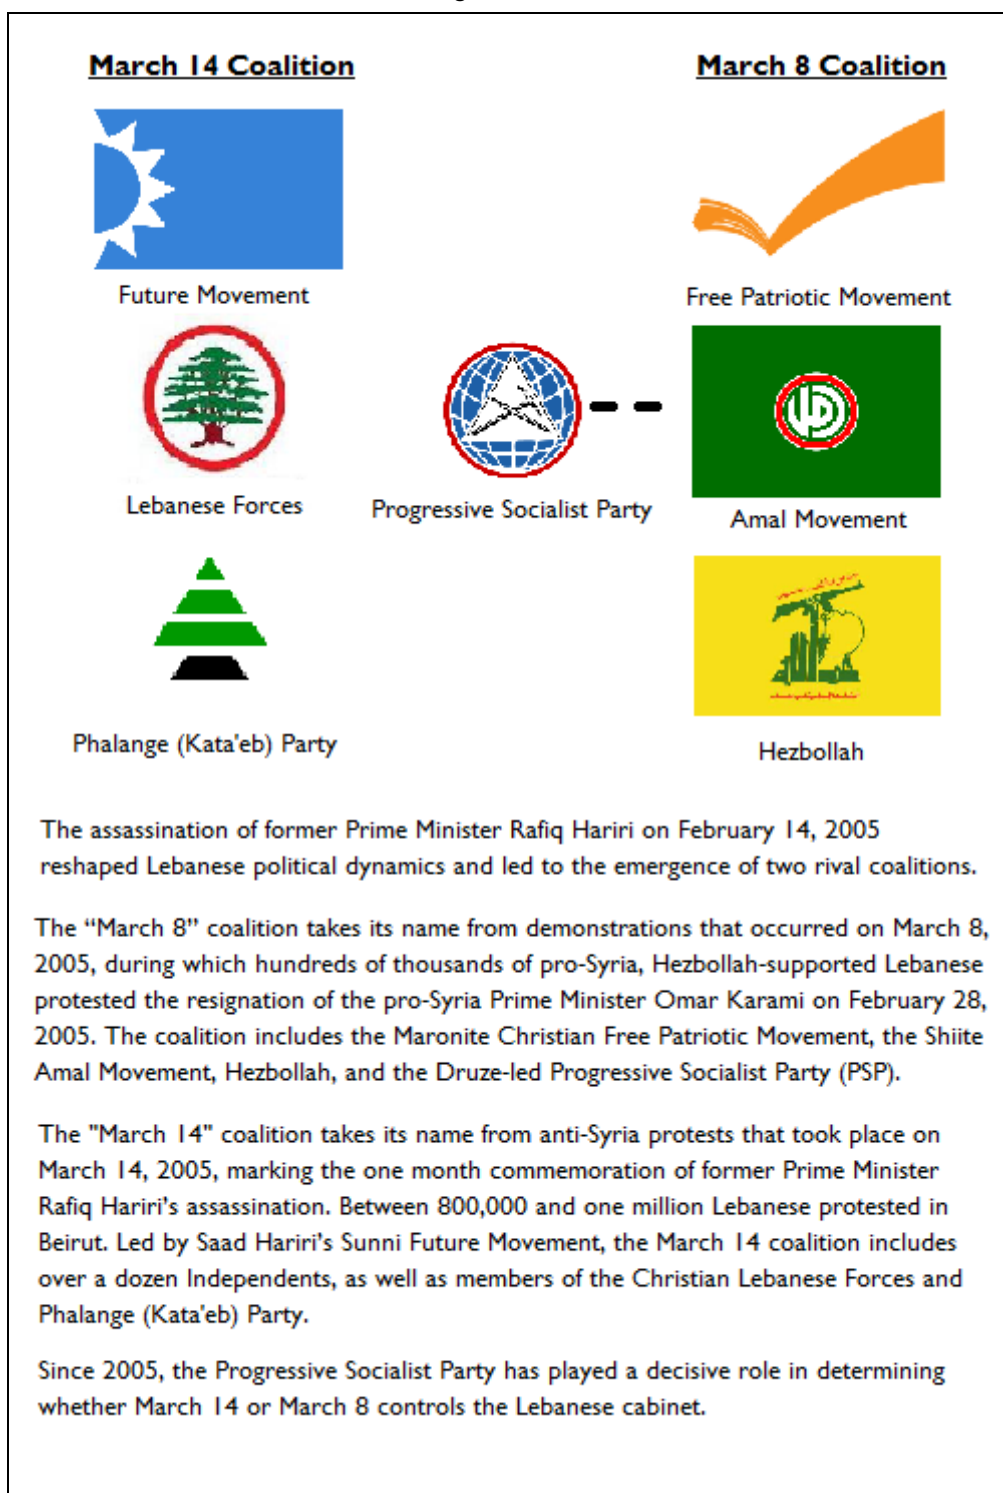 March 14 Coalition
March 8 Coalition
Future Movement
Free Patriotic Movement
Lebanese Forces
Progressive Socialist Party
Amal Movement
Phalange (Kata'eb) Party
Hezbollah
The assassination of former Prime Minister Rafiq Hariri on February 14, 2005
reshaped Lebanese political dynamics and led to the emergence of two rival coalitions.
The “March 8” coalition takes its name from demonstrations that occurred on March 8,
2005, during which hundreds of thousands of pro-Syria, Hezbollah-supported Lebanese
protested the resignation of the pro-Syria Prime Minister Omar Karami on February 28,
2005. The coalition includes the Maronite Christian Free Patriotic Movement, the Shiite
Amal Movement, Hezbollah, and the Druze-led Progressive Socialist Party (PSP).
The "March 14" coalition takes its name from anti-Syria protests that took place on
March 14, 2005, marking the one month commemoration of former Prime Minister
Rafiq Hariri’s assassination. Between 800,000 and one million Lebanese protested in
Beirut. Led by Saad Hariri’s Sunni Future Movement, the March 14 coalition includes
over a dozen Independents, as well as members of the Christian Lebanese Forces and
Phalange (Kata'eb) Party.
Since 2005, the Progressive Socialist Party has played a decisive role in determining
whether March 14 or March 8 controls the Lebanese cabinet.